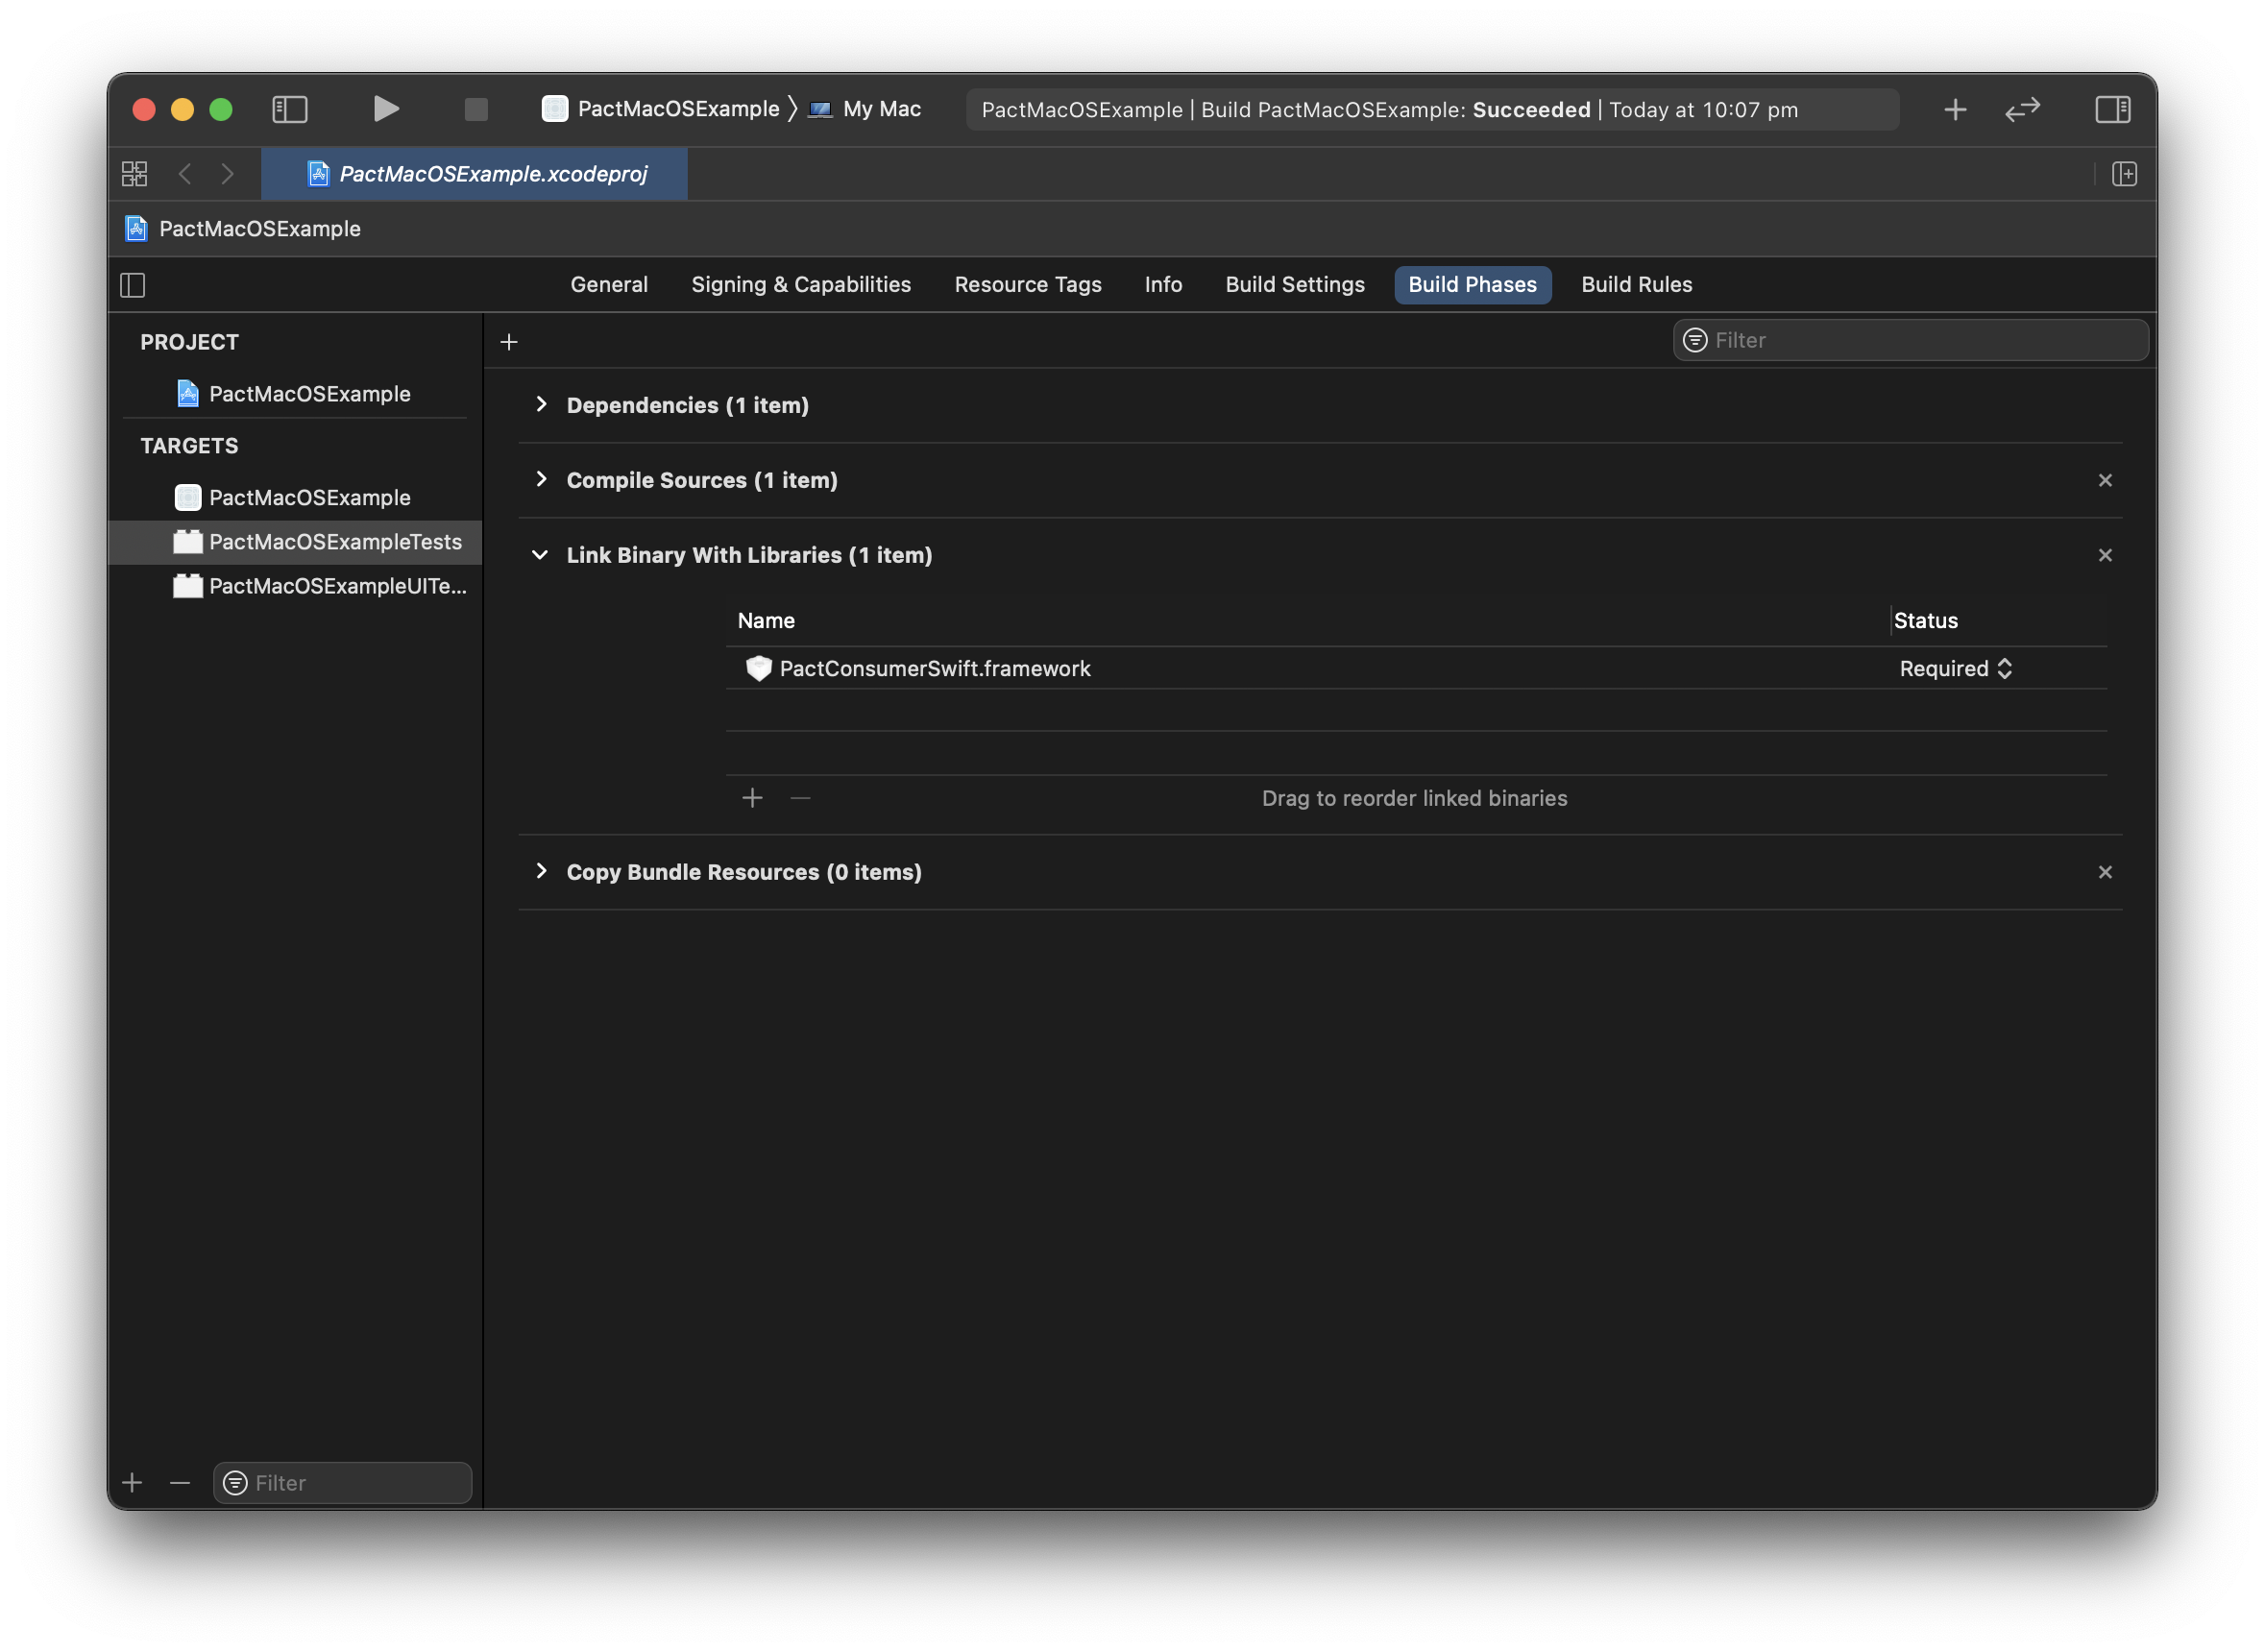 PactMacOSExample 〉 My Mac
PactMacOSExample | Build PactMacOSExample: Succeeded | Today at 10:07 pm
PactMacOSExample.xcodeproj
PactMacOSExample
General Signing & Capabilities Resource Tags Info Build Settings Build Phases Build Rules
PROJECT
PactMacOSExample
TARGETS
PactMacOSExample
PactMacOSExampleTests
PactMacOSExampleUITe...
Filter
Dependencies (1 item)
Compile Sources (1 item)
Link Binary With Libraries (1 item)
Name Status
PactConsumerSwift.framework Required
Drag to reorder linked binaries
Copy Bundle Resources (0 items)
Filter